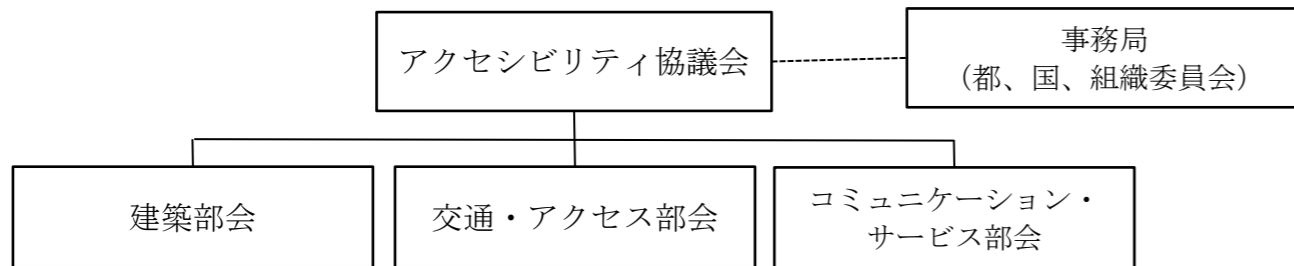 アクセシビリティ協議会
事務局
（都、国、組織委員会）
建築部会
交通・アクセス部会
コミュニケーション・
サービス部会